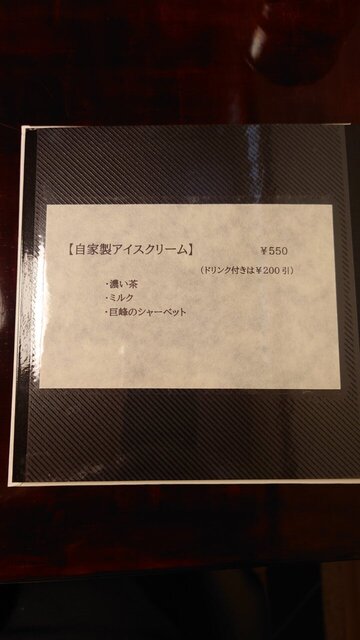 【自家製アイスクリーム】 ￥550
（ドリンク付きは￥200引）
・濃い茶
・ミルク
・巨峰のシャーベット